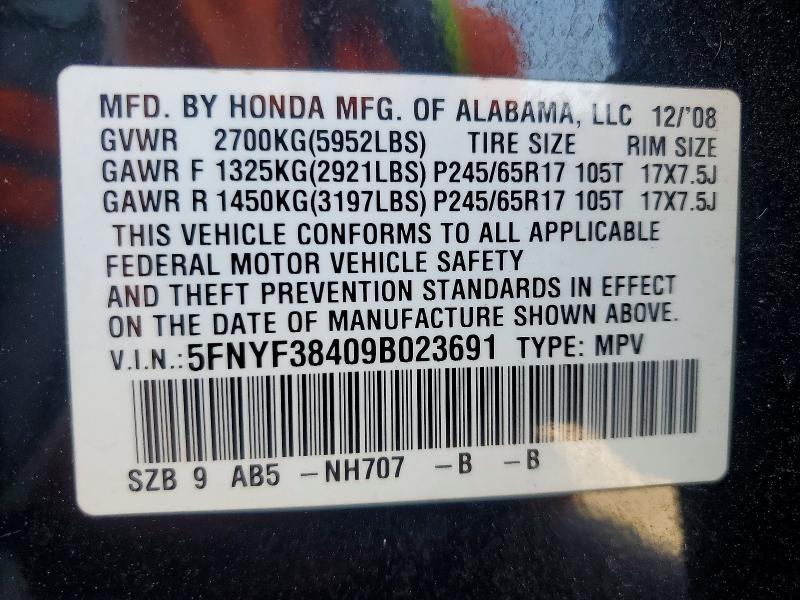 MFD. BY HONDA MFG. OF ALABAMA, LLC 12/'08
GVWR 2700KG(5952LBS) TIRE SIZE RIM SIZE
GAWR F 1325KG(2921LBS) P245/65R17 105T 17X7.5J
GAWR R 1450KG(3197LBS) P245/65R17 105T 17X7.5J
THIS VEHICLE CONFORMS TO ALL APPLICABLE
FEDERAL MOTOR VEHICLE SAFETY
AND THEFT PREVENTION STANDARDS IN EFFECT
ON THE DATE OF MANUFACTURE SHOWN ABOVE.
V.I.N.: 5FNYF38409B023691 TYPE: MPV
SZB 9 AB5 -NH707 -B -B